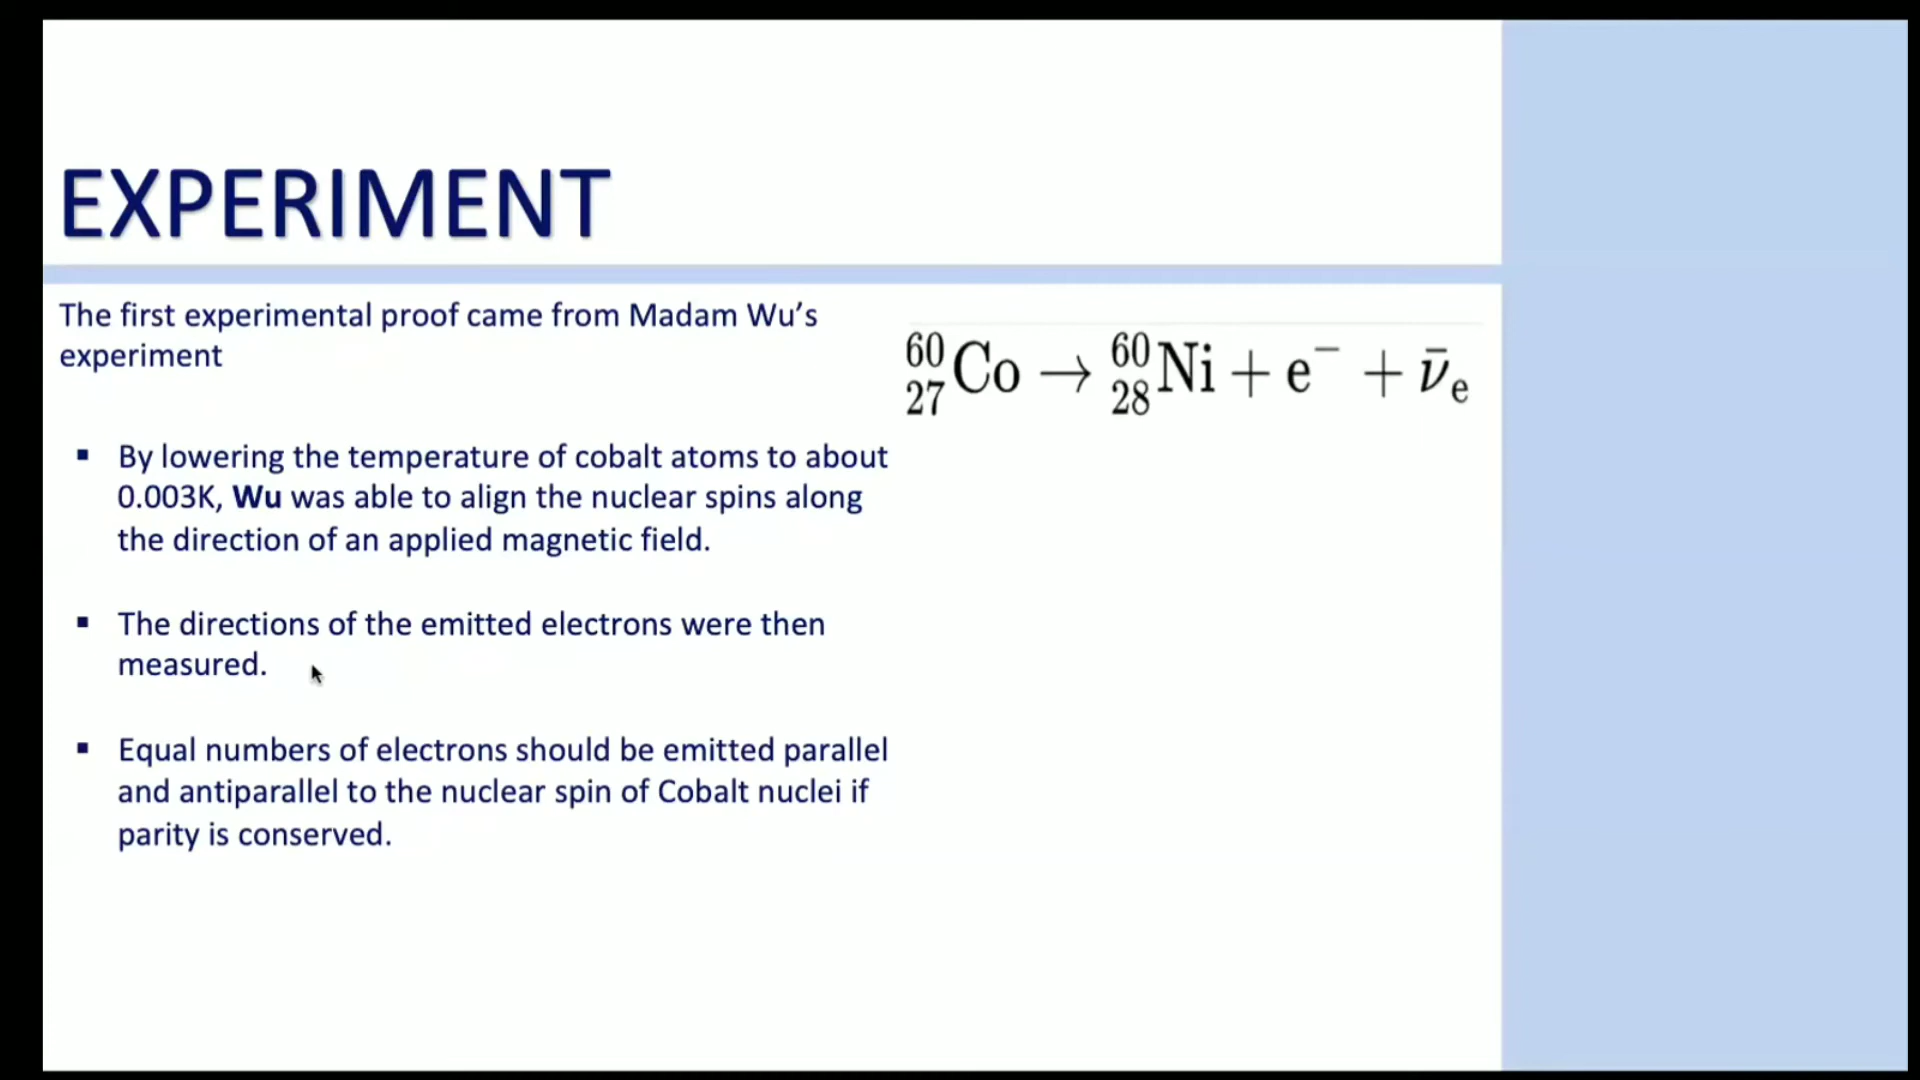 EXPERIMENT
The first experimental proof came from Madam Wu’s
experiment
⁶⁰₂₇Co → ⁶⁰₂₈Ni + e⁻ + ν̄ₑ
▪ By lowering the temperature of cobalt atoms to about
0.003K, Wu was able to align the nuclear spins along
the direction of an applied magnetic field.
▪ The directions of the emitted electrons were then
measured.
▪ Equal numbers of electrons should be emitted parallel
and antiparallel to the nuclear spin of Cobalt nuclei if
parity is conserved.